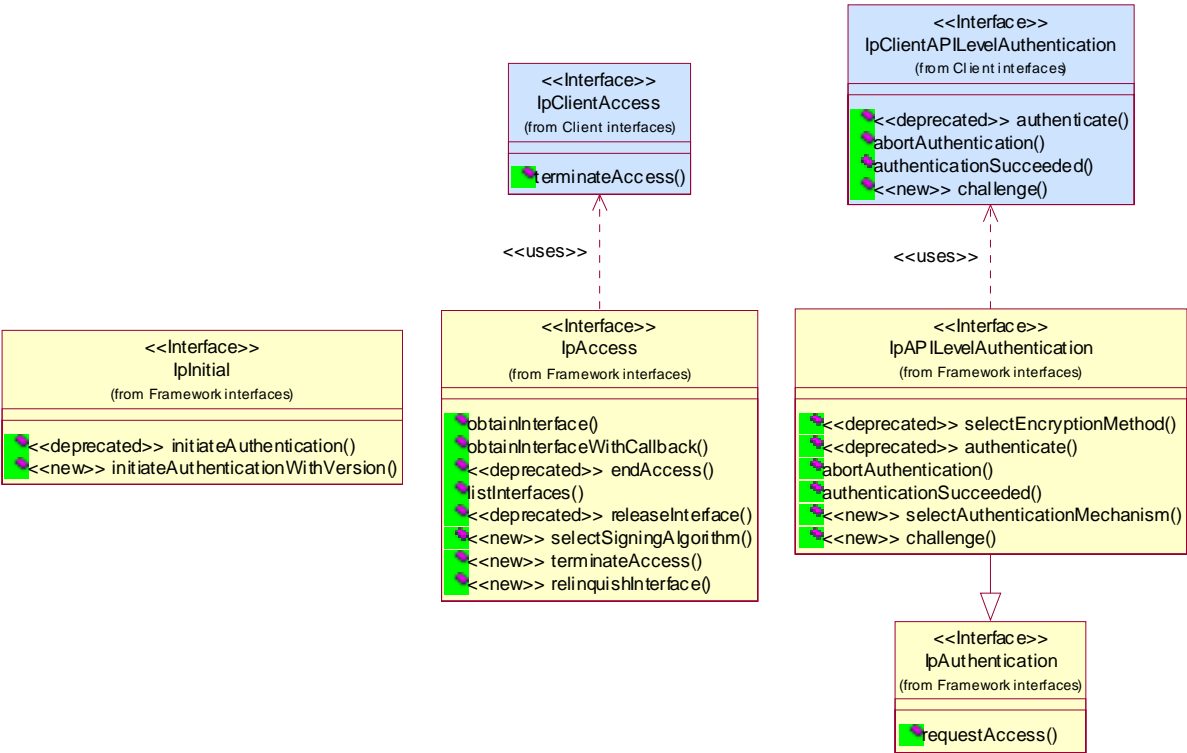 <<Interface>>
IpClientAPILevelAuthentication
(from Client interfaces)
<<deprecated>> authenticate()
abortAuthentication()
authenticationSucceeded()
<<new>> challenge()
<<Interface>>
IpClientAccess
(from Client interfaces)
terminateAccess()
<<uses>>
<<uses>>
<<Interface>>
IpInitial
(from Framework interfaces)
<<deprecated>> initiateAuthentication()
<<new>> initiateAuthenticationWithVersion()
<<Interface>>
IpAccess
(from Framework interfaces)
obtainInterface()
obtainInterfaceWithCallback()
<<deprecated>> endAccess()
listInterfaces()
<<deprecated>> releaseInterface()
<<new>> selectSigningAlgorithm()
<<new>> terminateAccess()
<<new>> relinquishInterface()
<<Interface>>
IpAPILevelAuthentication
(from Framework interfaces)
<<deprecated>> selectEncryptionMethod()
<<deprecated>> authenticate()
abortAuthentication()
authenticationSucceeded()
<<new>> selectAuthenticationMechanism()
<<new>> challenge()
<<Interface>>
IpAuthentication
(from Framework interfaces)
requestAccess()